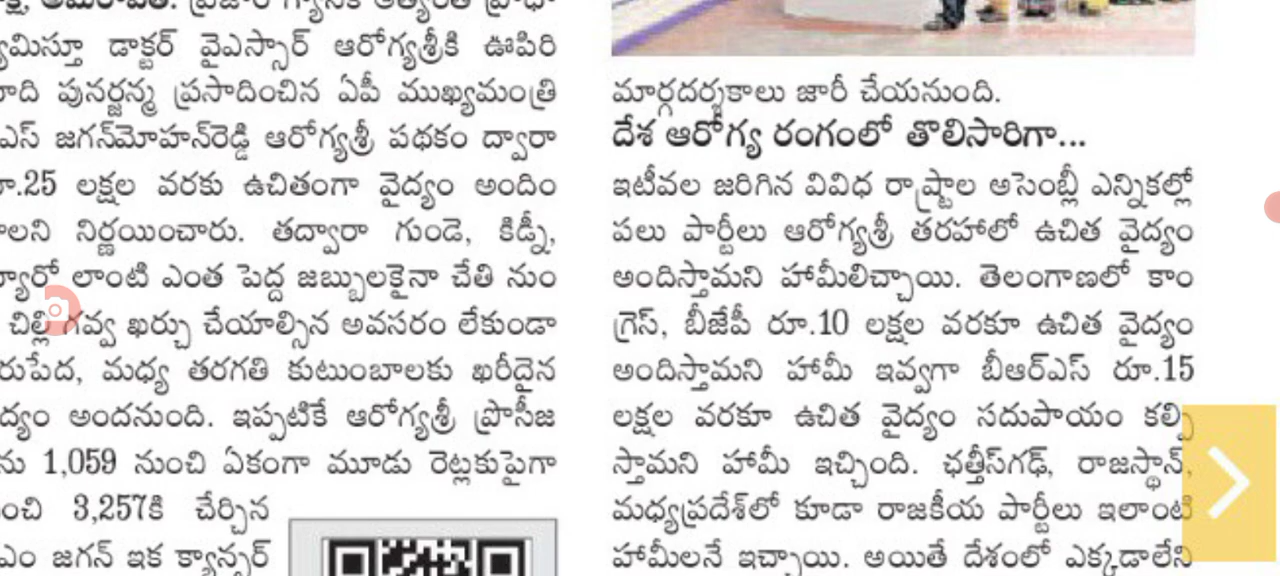 అమరావతి: ప్రజారోగ్యానికి అత్యంత ప్రాధా
డాక్టర్ వైఎస్సార్ ఆరోగ్యశ్రీకి ఊపిరి
పునర్జన్మ ప్రసాదించిన ఏపీ ముఖ్యమంత్రి
ఎస్ జగన్‌మోహన్‌రెడ్డి ఆరోగ్యశ్రీ పథకం ద్వారా
.25 లక్షల వరకు ఉచితంగా వైద్యం అందిం
నిర్ణయించారు. తద్వారా గుండె, కిడ్నీ,
లాంటి ఎంత పెద్ద జబ్బులకైనా చేతి నుం
చిల్లిగవ్వ ఖర్చు చేయాల్సిన అవసరం లేకుండా
మధ్య తరగతి కుటుంబాలకు ఖరీదైన
అందనుంది. ఇప్పటికే ఆరోగ్యశ్రీ ప్రొసీజ
ను 1,059 నుంచి ఏకంగా మూడు రెట్లకుపైగా
3,257కి చేర్చిన
జగన్ ఇక క్యాన్సర్
మార్గదర్శకాలు జారీ చేయనుంది.
దేశ ఆరోగ్య రంగంలో తొలిసారిగా...
ఇటీవల జరిగిన వివిధ రాష్ట్రాల అసెంబ్లీ ఎన్నికల్లో
పలు పార్టీలు ఆరోగ్యశ్రీ తరహాలో ఉచిత వైద్యం
అందిస్తామని హామీలిచ్చాయి. తెలంగాణలో కాం
గ్రెస్, బీజేపీ రూ.10 లక్షల వరకూ ఉచిత వైద్యం
అందిస్తామని హామీ ఇవ్వగా బీఆర్‌ఎస్ రూ.15
లక్షల వరకూ ఉచిత వైద్యం సదుపాయం కల్పి
స్తామని హామీ ఇచ్చింది. ఛత్తీస్‌గఢ్, రాజస్థాన్,
మధ్యప్రదేశ్‌లో కూడా రాజకీయ పార్టీలు ఇలాంటి
హామీలనే ఇచ్చాయి. అయితే దేశంలో ఎక్కడాలేని